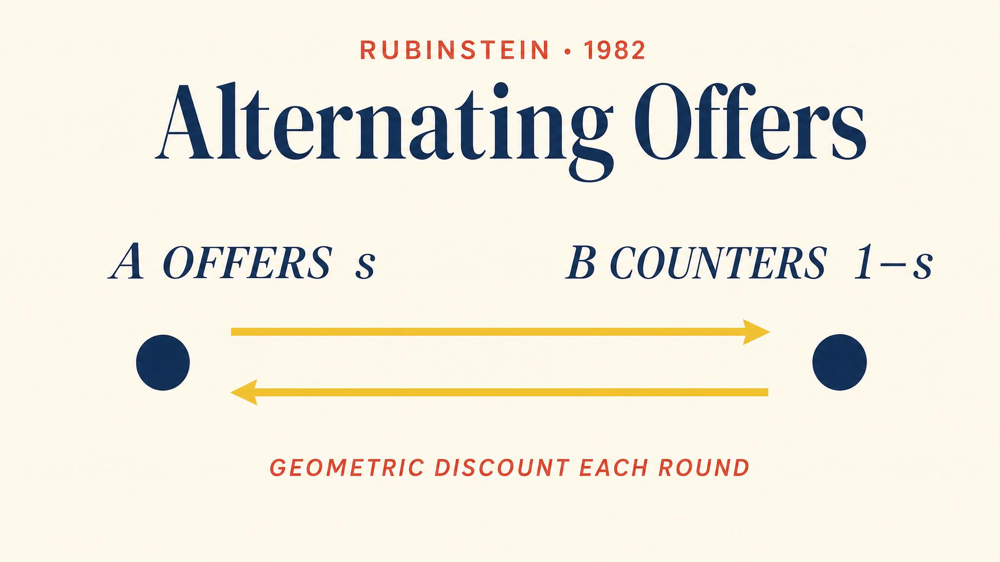 RUBINSTEIN • 1982
Alternating Offers
A OFFERS s
B COUNTERS 1−s
GEOMETRIC DISCOUNT EACH ROUND